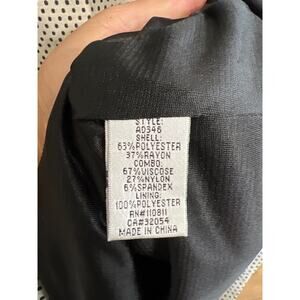 STYLE:
AD346
SHELL:
63%POLYESTER
37%RAYON
COMBO:
67%VISCOSE
27%NYLON
6%SPANDEX
LINING:
100%POLYESTER
RN#110811
CA#32054
MADE IN CHINA